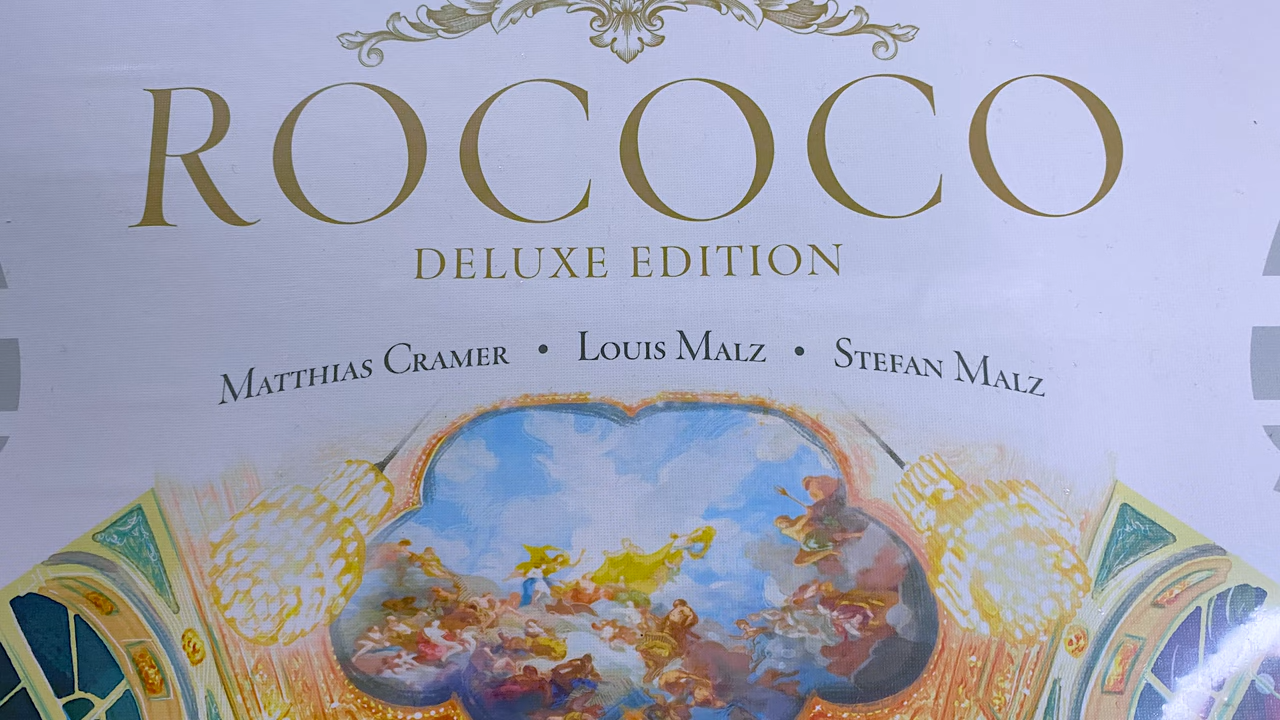 ROCOCO
DELUXE EDITION
MATTHIAS CRAMER • LOUIS MALZ • STEFAN MALZ